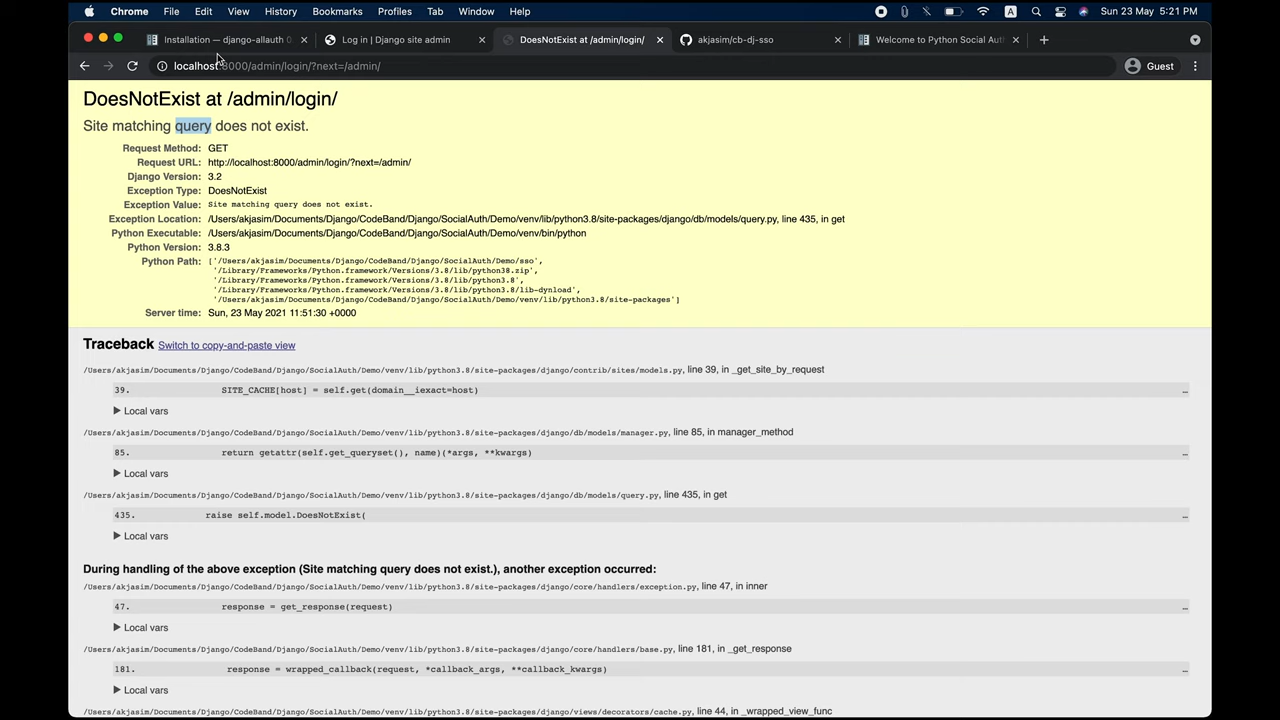 Chrome File Edit View History Bookmarks Profiles Tab Window Help A Sun 23 May 5:21 PM
Installation — django-allauth 0 Log in | Django site admin DoesNotExist at /admin/login/ akjasim/cb-dj-sso Welcome to Python Social Aut
localhost:8000/admin/login/?next=/admin/ Guest
DoesNotExist at /admin/login/
Site matching query does not exist.
Request Method: GET
Request URL: http://localhost:8000/admin/login/?next=/admin/
Django Version: 3.2
Exception Type: DoesNotExist
Exception Value: Site matching query does not exist.
Exception Location: /Users/akjasim/Documents/Django/CodeBand/Django/SocialAuth/Demo/venv/lib/python3.8/site-packages/django/db/models/query.py, line 435, in get
Python Executable: /Users/akjasim/Documents/Django/CodeBand/Django/SocialAuth/Demo/venv/bin/python
Python Version: 3.8.3
Python Path: ['/Users/akjasim/Documents/Django/CodeBand/Django/SocialAuth/Demo/sso',
'/Library/Frameworks/Python.framework/Versions/3.8/lib/python38.zip',
'/Library/Frameworks/Python.framework/Versions/3.8/lib/python3.8',
'/Library/Frameworks/Python.framework/Versions/3.8/lib/python3.8/lib-dynload',
'/Users/akjasim/Documents/Django/CodeBand/Django/SocialAuth/Demo/venv/lib/python3.8/site-packages']
Server time: Sun, 23 May 2021 11:51:30 +0000
Traceback Switch to copy-and-paste view
/Users/akjasim/Documents/Django/CodeBand/Django/SocialAuth/Demo/venv/lib/python3.8/site-packages/django/contrib/sites/models.py, line 39, in _get_site_by_request
39. SITE_CACHE[host] = self.get(domain__iexact=host) …
▶ Local vars
/Users/akjasim/Documents/Django/CodeBand/Django/SocialAuth/Demo/venv/lib/python3.8/site-packages/django/db/models/manager.py, line 85, in manager_method
85. return getattr(self.get_queryset(), name)(*args, **kwargs) …
▶ Local vars
/Users/akjasim/Documents/Django/CodeBand/Django/SocialAuth/Demo/venv/lib/python3.8/site-packages/django/db/models/query.py, line 435, in get
435. raise self.model.DoesNotExist( …
▶ Local vars
During handling of the above exception (Site matching query does not exist.), another exception occurred:
/Users/akjasim/Documents/Django/CodeBand/Django/SocialAuth/Demo/venv/lib/python3.8/site-packages/django/core/handlers/exception.py, line 47, in inner
47. response = get_response(request) …
▶ Local vars
/Users/akjasim/Documents/Django/CodeBand/Django/SocialAuth/Demo/venv/lib/python3.8/site-packages/django/core/handlers/base.py, line 181, in _get_response
181. response = wrapped_callback(request, *callback_args, **callback_kwargs) …
▶ Local vars
/Users/akjasim/Documents/Django/CodeBand/Django/SocialAuth/Demo/venv/lib/python3.8/site-packages/django/views/decorators/cache.py, line 44, in _wrapped_view_func